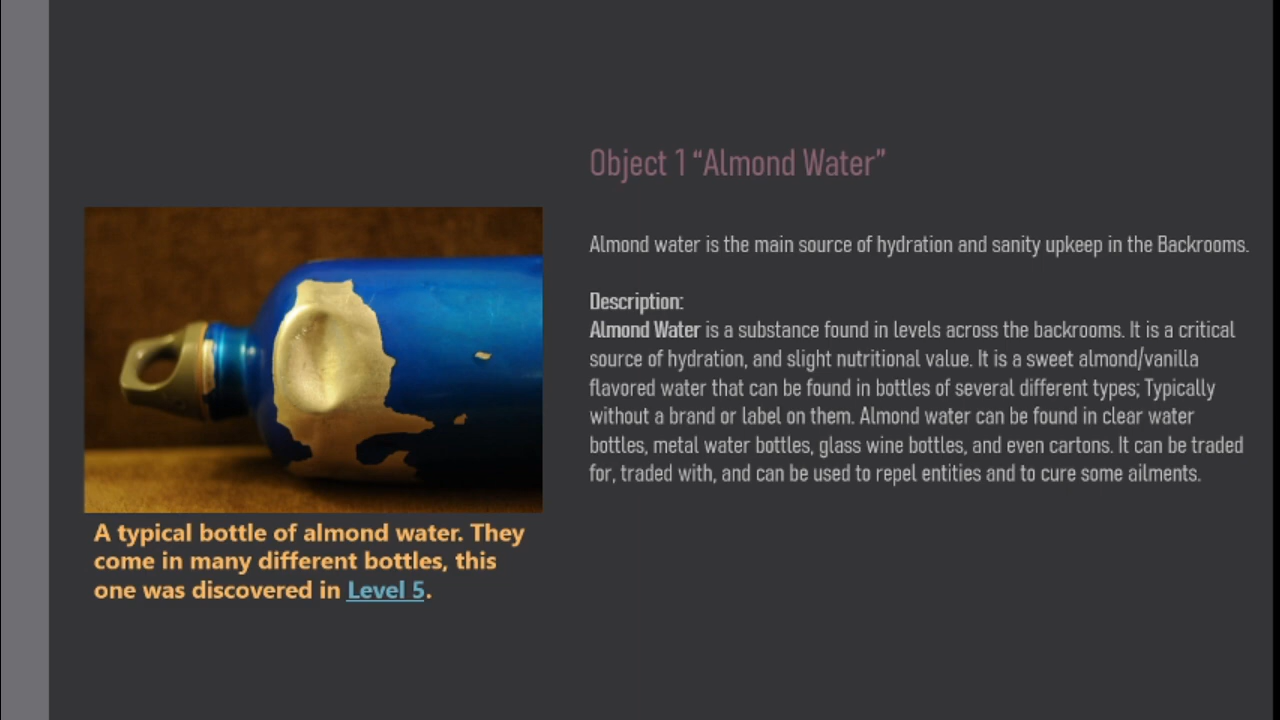 Object 1 “Almond Water”
Almond water is the main source of hydration and sanity upkeep in the Backrooms.
Description:
Almond Water is a substance found in levels across the backrooms. It is a critical
source of hydration, and slight nutritional value. It is a sweet almond/vanilla
flavored water that can be found in bottles of several different types; Typically
without a brand or label on them. Almond water can be found in clear water
bottles, metal water bottles, glass wine bottles, and even cartons. It can be traded
for, traded with, and can be used to repel entities and to cure some ailments.
A typical bottle of almond water. They
come in many different bottles, this
one was discovered in Level 5.